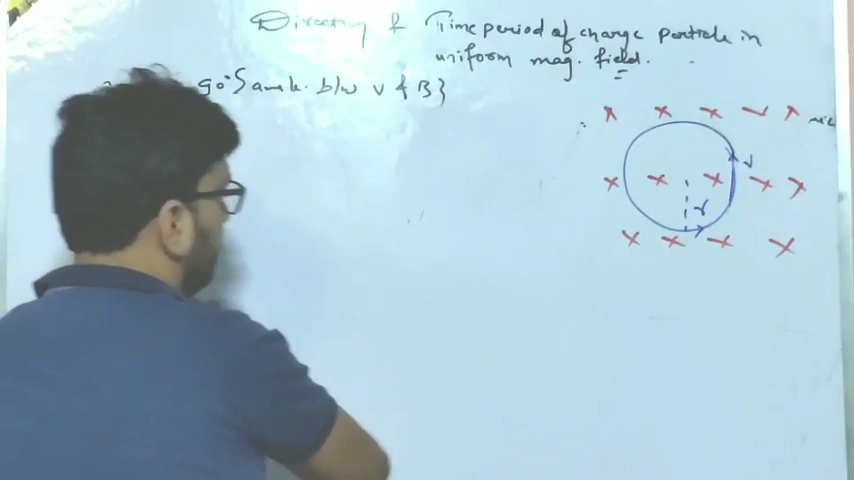 Direction & Time period of charge particle in
uniform mag. field.
90° { angle b/w v & B}
x x x x x
v
x x x x x
r
x x x x